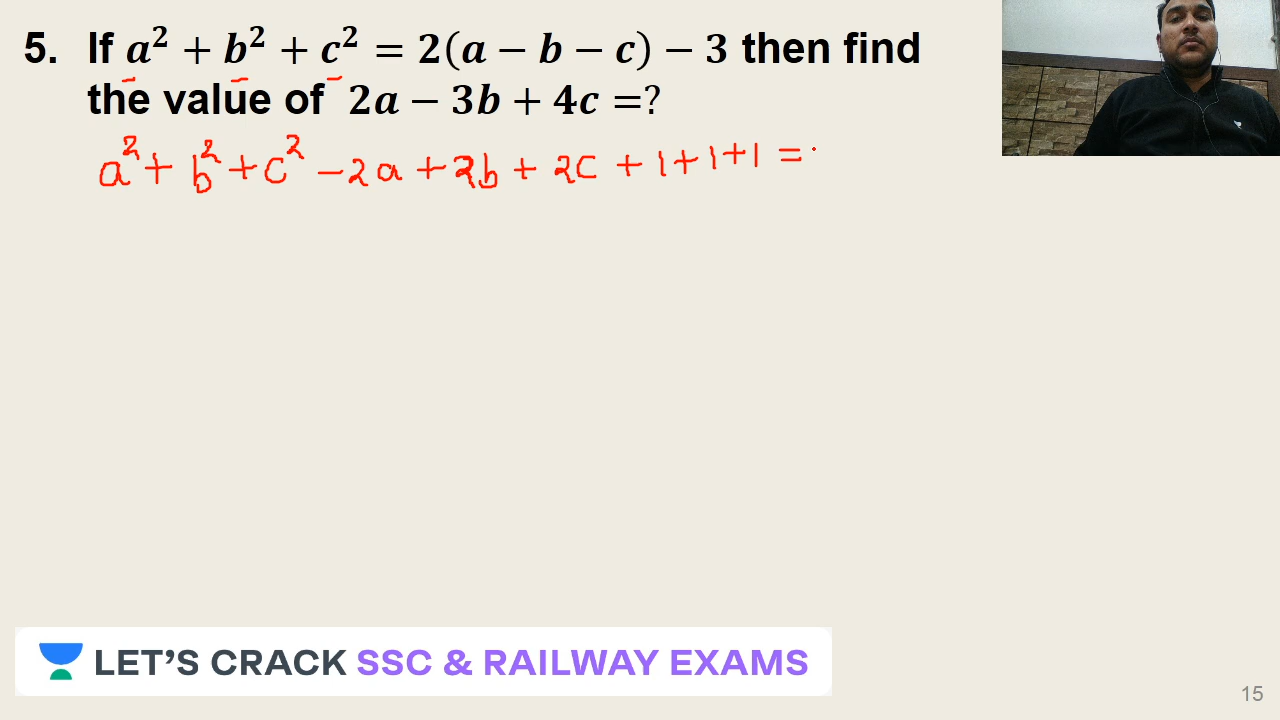 5. If a² + b² + c² = 2(a − b − c) − 3 then find
the value of 2a − 3b + 4c =?
a² + b² + c² − 2a + 2b + 2c + 1 + 1 + 1 =
LET'S CRACK SSC & RAILWAY EXAMS
15